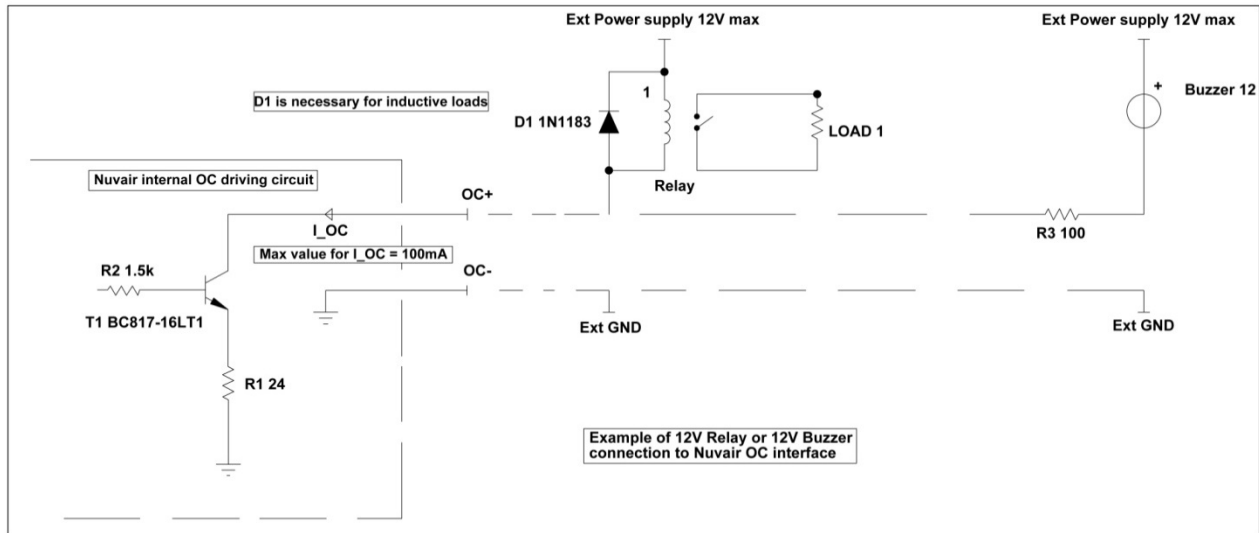 Ext Power supply 12V max
Ext Power supply 12V max
D1 is necessary for inductive loads
1
D1 1N1183
LOAD 1
Relay
+
Buzzer 12
Nuvair internal OC driving circuit
OC+
I_OC
Max value for I_OC = 100mA
R3 100
R2 1.5k
OC-
T1 BC817-16LT1
Ext GND
Ext GND
R1 24
Example of 12V Relay or 12V Buzzer
connection to Nuvair OC interface